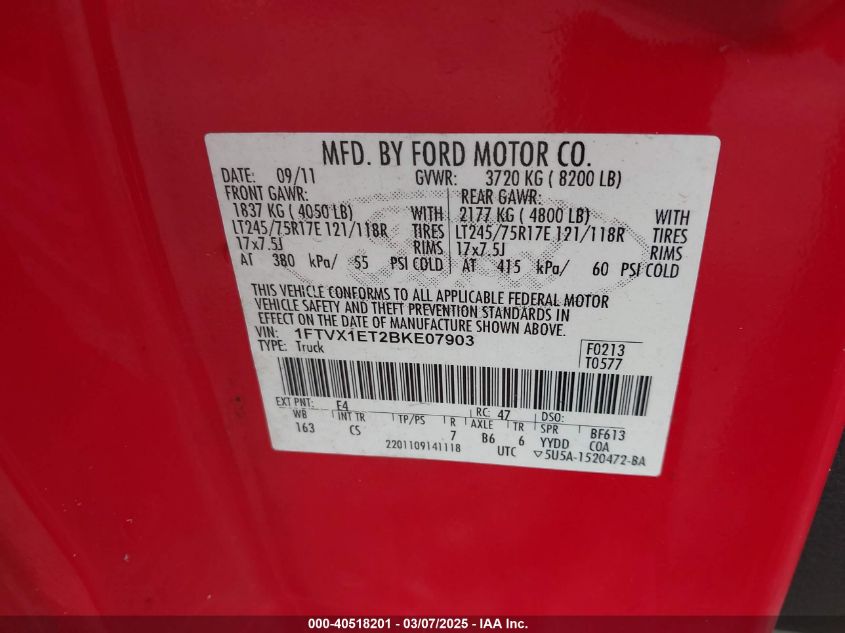 MFD. BY FORD MOTOR CO.
DATE: 09/11 GVWR: 3720 KG ( 8200 LB)
FRONT GAWR: REAR GAWR:
1837 KG ( 4050 LB) WITH 2177 KG ( 4800 LB) WITH
LT245/75R17E 121/118R TIRES LT245/75R17E 121/118R TIRES
17x7.5J RIMS 17x7.5J RIMS
AT 380 kPa/ 55 PSI COLD AT 415 kPa/ 60 PSI COLD
THIS VEHICLE CONFORMS TO ALL APPLICABLE FEDERAL MOTOR
VEHICLE SAFETY AND THEFT PREVENTION STANDARDS IN
EFFECT ON THE DATE OF MANUFACTURE SHOWN ABOVE.
VIN: 1FTVX1ET2BKE07903
TYPE: Truck
F0213
T0577
EXT PNT: E4 RC: 47 DSO:
WB INT TR TP/PS R AXLE TR SPR BF613
163 CS 7 B6 6 YYDD COA
2201109141118 UTC ▽5U5A-1520472-BA
000-40518201 - 03/07/2025 - IAA Inc.